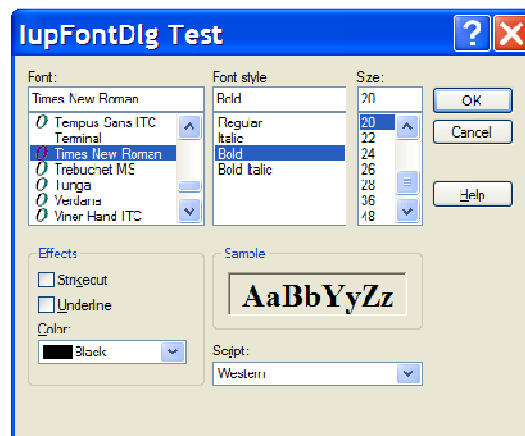 IupFontDlg Test
Font: Font style: Size:
Times New Roman Bold 20
Tempus Sans ITC Regular 20
Terminal Italic 22
Times New Roman Bold 24
Trebuchet MS Bold Italic 26
Tunga 28
Verdana 36
Viner Hand ITC 48
OK
Cancel
Help
Effects
Strikeout
Underline
Color:
Black
Sample
AaBbYyZz
Script:
Western